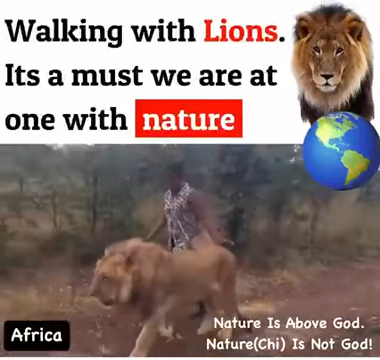 Walking with Lions.
Its a must we are at
one with nature
Africa
Nature Is Above God.
Nature(Chi) Is Not God!